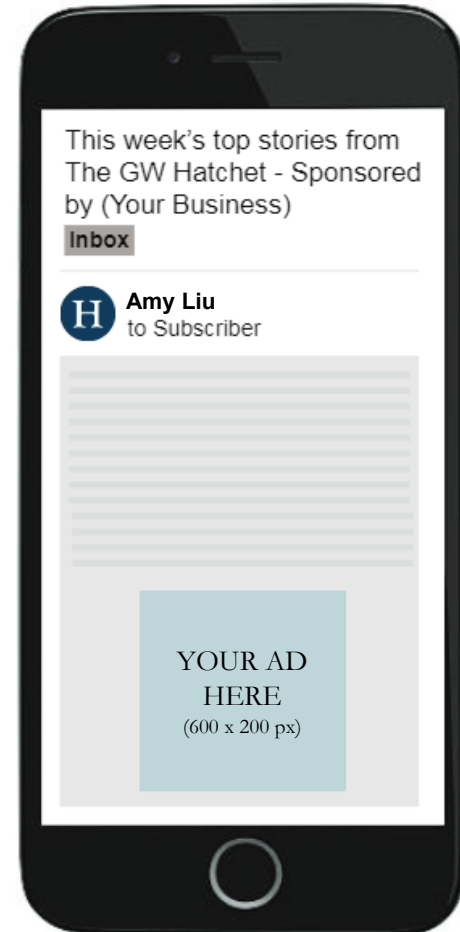 This week’s top stories from
The GW Hatchet - Sponsored
by (Your Business)
Inbox
H
Amy Liu
to Subscriber
YOUR AD
HERE
(600 x 200 px)